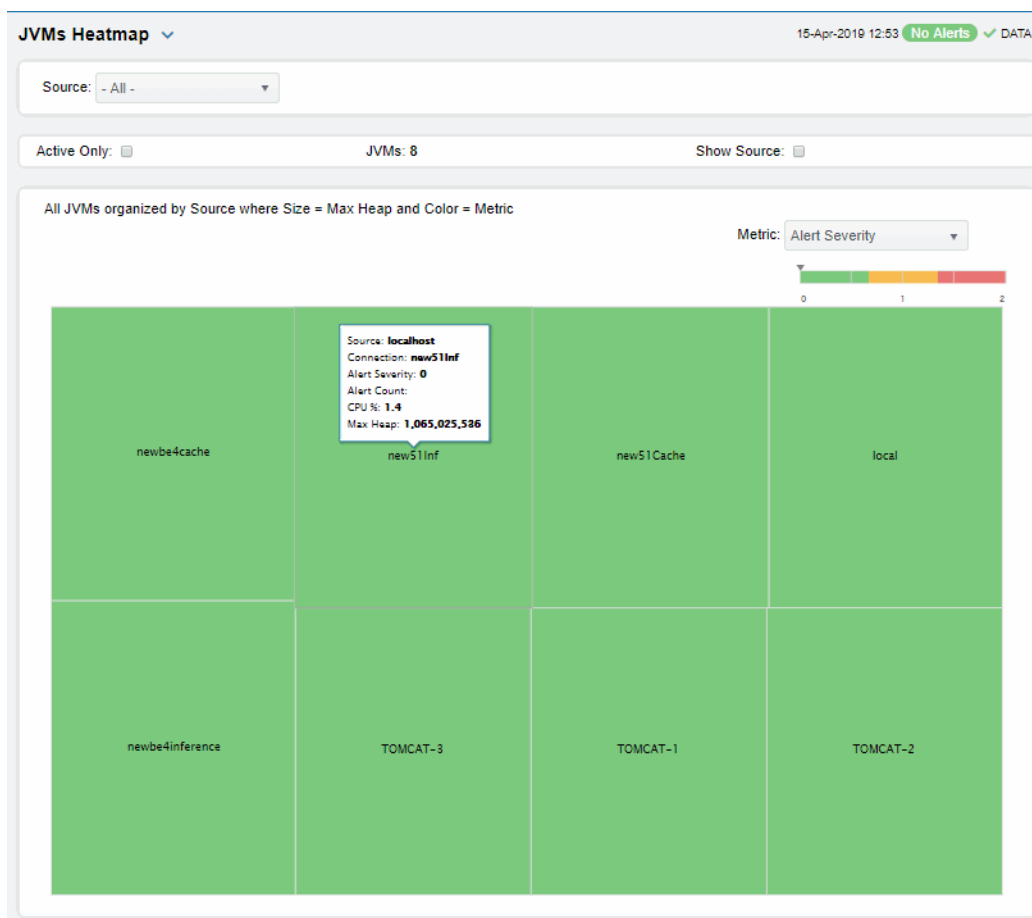 JVMs Heatmap
15-Apr-2019 12:53 No Alerts DATA
Source: - All -
Active Only: JVMs: 8 Show Source:
All JVMs organized by Source where Size = Max Heap and Color = Metric
Metric: Alert Severity
0 1 2
Source: localhost
Connection: new51Inf
Alert Severity: 0
Alert Count:
CPU %: 1.4
Max Heap: 1,065,025,536
newbe4cache new51Inf new51Cache local
newbe4inference TOMCAT-3 TOMCAT-1 TOMCAT-2